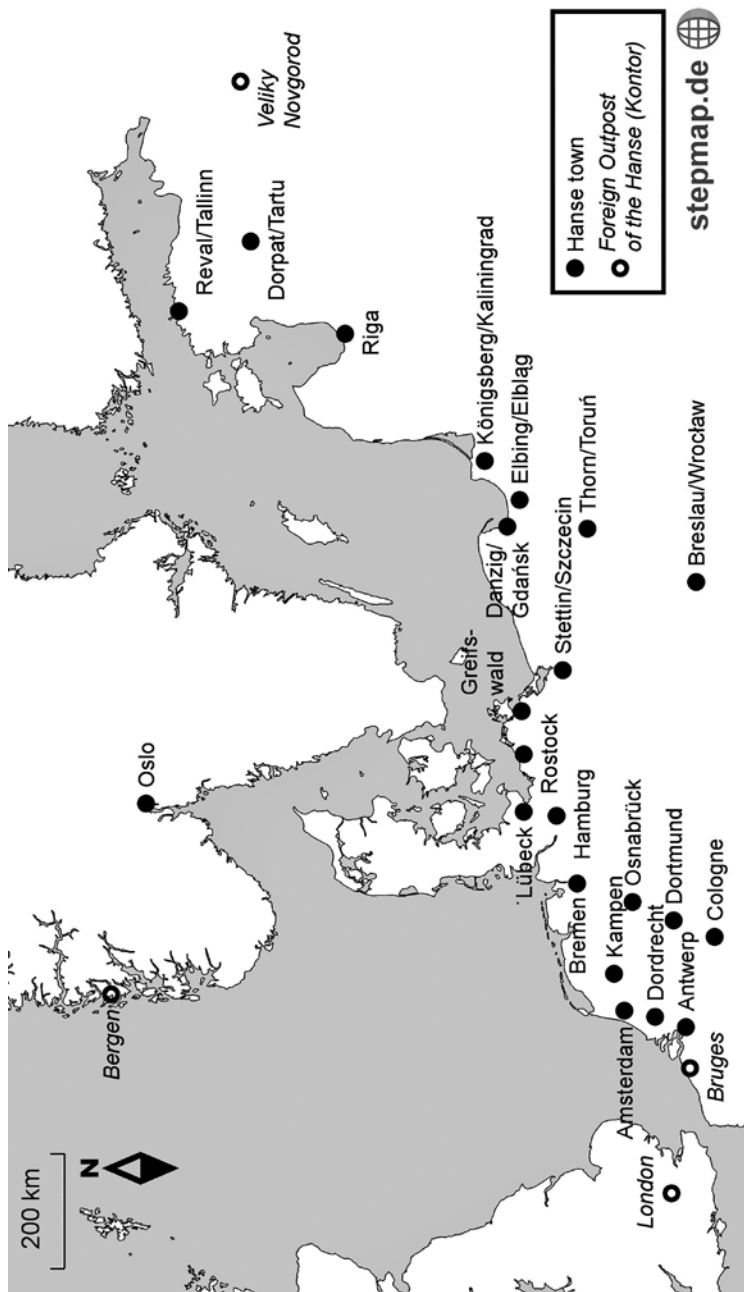 200 km
N
Bergen
Oslo
Reval/Tallinn
Veliky
Novgorod
Dorpat/Tartu
Riga
Königsberg/Kaliningrad
Elbing/Elbląg
Danzig/
Gdańsk
Thorn/Toruń
Greifs-
wald
Stettin/Szczecin
Breslau/Wrocław
Rostock
Lübeck
Hamburg
Bremen
Kampen
Osnabrück
Amsterdam
Dordrecht
Dortmund
Antwerp
Cologne
London
Bruges
Hanse town
Foreign Outpost
of the Hanse (Kontor)
stepmap.de